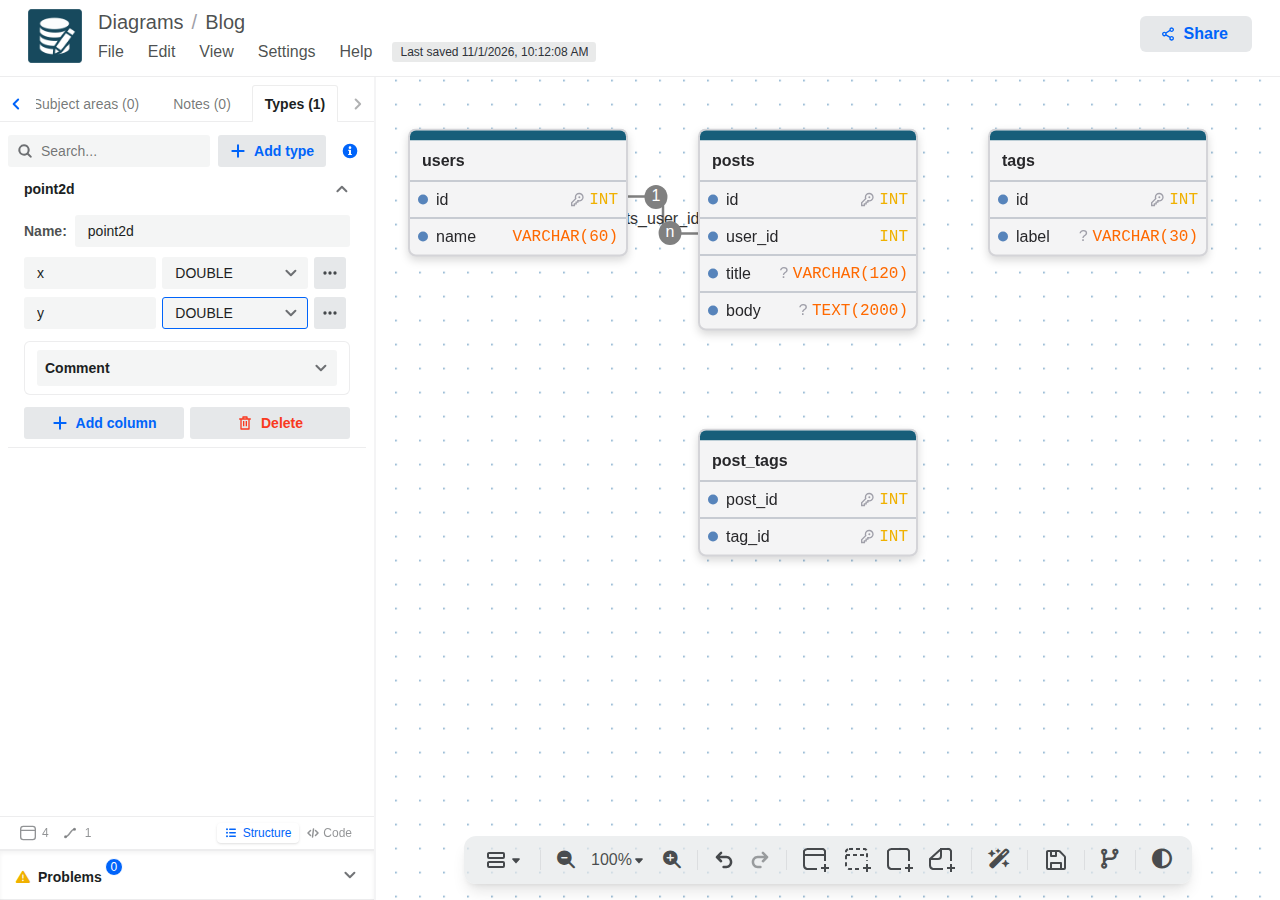 Diagrams / Blog
File Edit View Settings Help Last saved 11/1/2026, 10:12:08 AM
Share
Subject areas (0) Notes (0) Types (1)
Search... Add type
point2d
Name: point2d
x DOUBLE
y DOUBLE
Comment
Add column Delete
4 1 Structure Code
Problems 0
users
id INT
name VARCHAR(60)
1
ts_user_id
n
posts
id INT
user_id INT
title ? VARCHAR(120)
body ? TEXT(2000)
tags
id INT
label ? VARCHAR(30)
post_tags
post_id INT
tag_id INT
100%